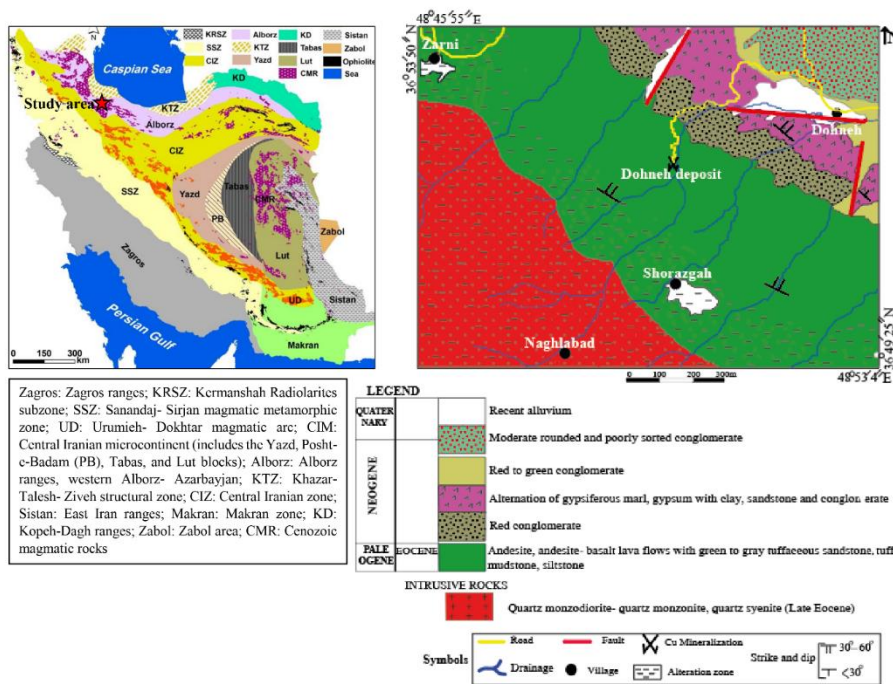 KRSZ
Alborz
KD
Sistan
SSZ
KTZ
Tabas
Zabol
CIZ
Yazd
Lut
Ophiolite
CMR
Sea
N
Caspian Sea
KD
Study area
KTZ
Alborz
CIZ
SSZ
Yazd
Tabas
CMR
PB
Zabol
Lut
Zagros
Sistan
UD
Persian Gulf
Makran
0 150 300
km
48°45'55" E
36°53'50" N
N
Zarni
Dohneh
Dohneh deposit
Shorazgah
Naghlabad
36°49'25" N
0 100 200 300m
48°53'4" E
Zagros: Zagros ranges; KRSZ: Kermanshah Radiolarites
subzone; SSZ: Sanandaj- Sirjan magmatic metamorphic
zone; UD: Urumieh- Dokhtar magmatic arc; CIM:
Central Iranian microcontinent (includes the Yazd, Posht-
e-Badam (PB), Tabas, and Lut blocks); Alborz: Alborz
ranges, western Alborz- Azarbayjan; KTZ: Khazar-
Talesh- Ziveh structural zone; CIZ: Central Iranian zone;
Sistan: East Iran ranges; Makran: Makran zone; KD:
Kopeh-Dagh ranges; Zabol: Zabol area; CMR: Cenozoic
magmatic rocks
LEGEND
QUATER
NARY
Recent alluvium
NEOGENE
Moderate rounded and poorly sorted conglomerate
Red to green conglomerate
Alternation of gypsiferous marl, gypsum with clay, sandstone and conglomerate
Red conglomerate
PALE
OGENE
EOCENE
Andesite, andesite- basalt lava flows with green to gray tuffaceous sandstone, tuff
mudstone, siltstone
INTRUSIVE ROCKS
Quartz monzodiorite- quartz monzonite, quartz syenite (Late Eocene)
Symbols
Road
Fault
Cu Mineralization
Drainage
Village
Alteration zone
Strike and dip
30°-60°
<30°